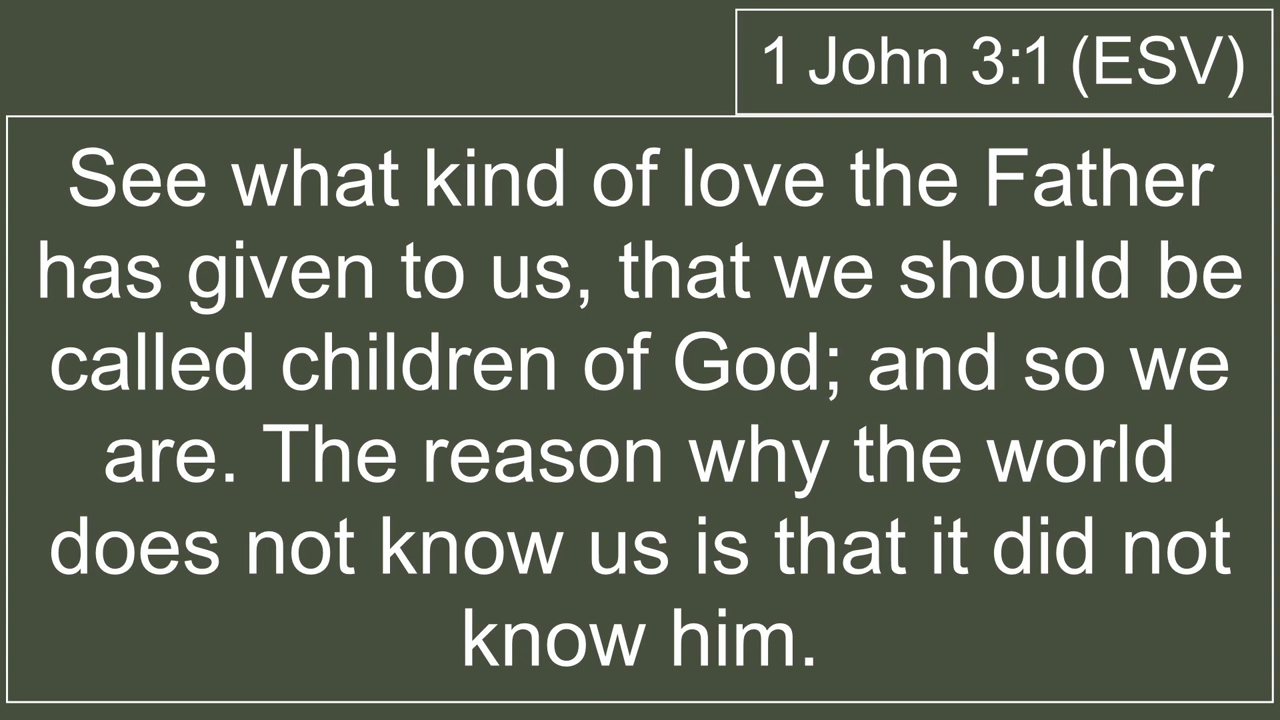 1 John 3:1 (ESV)
See what kind of love the Father
has given to us, that we should be
called children of God; and so we
are. The reason why the world
does not know us is that it did not
know him.